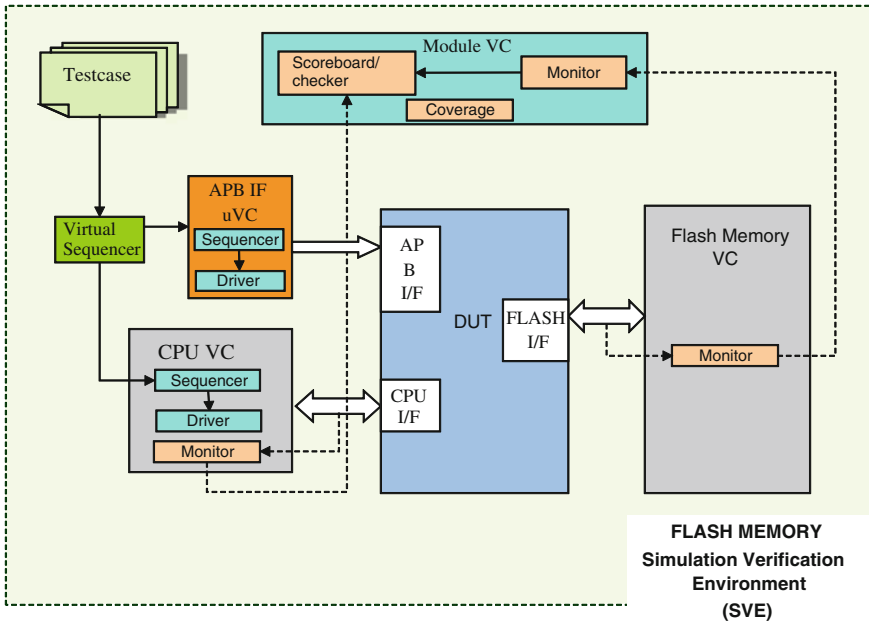 Testcase
Module VC
Scoreboard/
checker
Monitor
Coverage
APB IF
uVC
Sequencer
Driver
Virtual
Sequencer
AP
B
I/F
DUT
FLASH
I/F
Flash Memory
VC
Monitor
CPU VC
Sequencer
Driver
Monitor
CPU
I/F
FLASH MEMORY
Simulation Verification
Environment
(SVE)